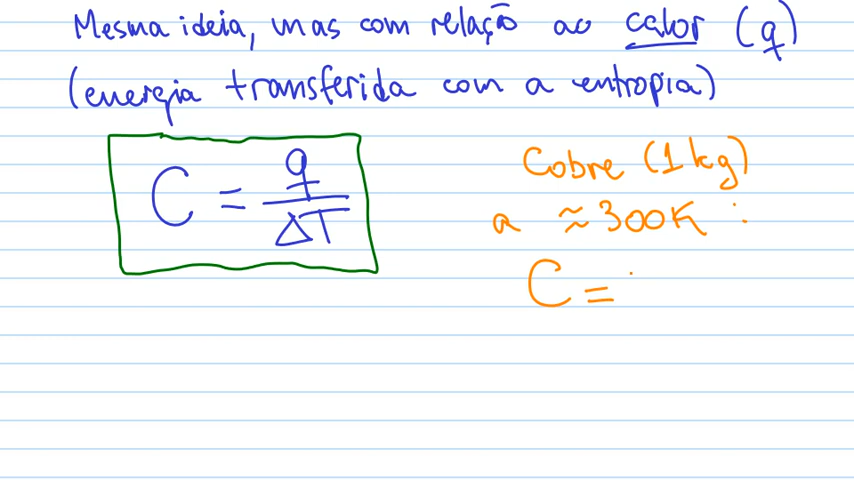 Mesma ideia, mas com relação ao calor (q)
(energia transferida com a entropia)
C = q/ΔT
Cobre (1 kg)
a ≈ 300K :
C =